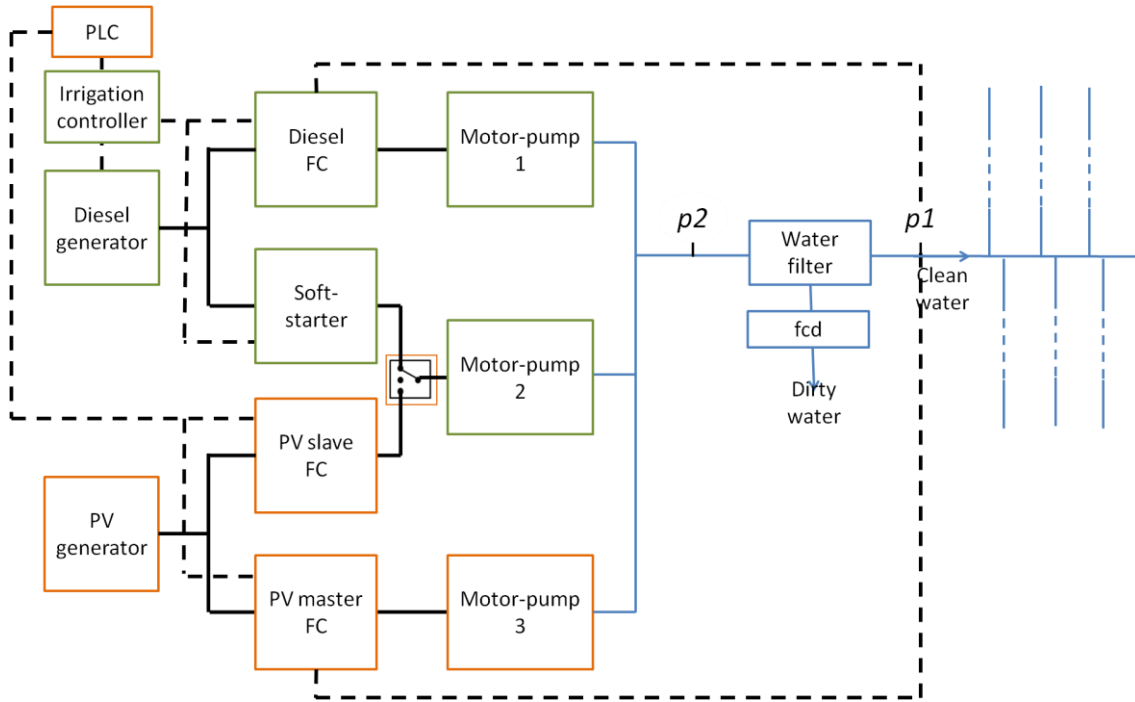 PLC
Irrigation
controller
Diesel
generator
Diesel
FC
Motor-pump
1
Soft-
starter
Motor-pump
2
PV slave
FC
PV
generator
PV master
FC
Motor-pump
3
p2
Water
filter
p1
Clean
water
fcd
Dirty
water